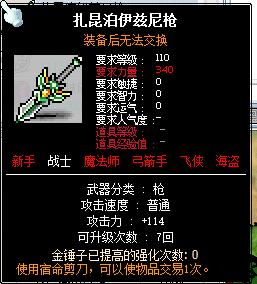 扎昆泊伊兹尼枪
装备后无法交换
要求等级: 110
要求力量: 340
要求触捷: 0
要求智力: 0
要求运气: 0
要求人气度: -
道具等级: -
道具经验值: -
新手 战士 魔法师 弓箭手 飞侠 海盗
武器分类: 枪
攻击速度: 普通
攻击力: +114
可升级次数: 7回
金锤子已提高的强化次数: 0
使用宿命剪刀，可以使物品交易1次。